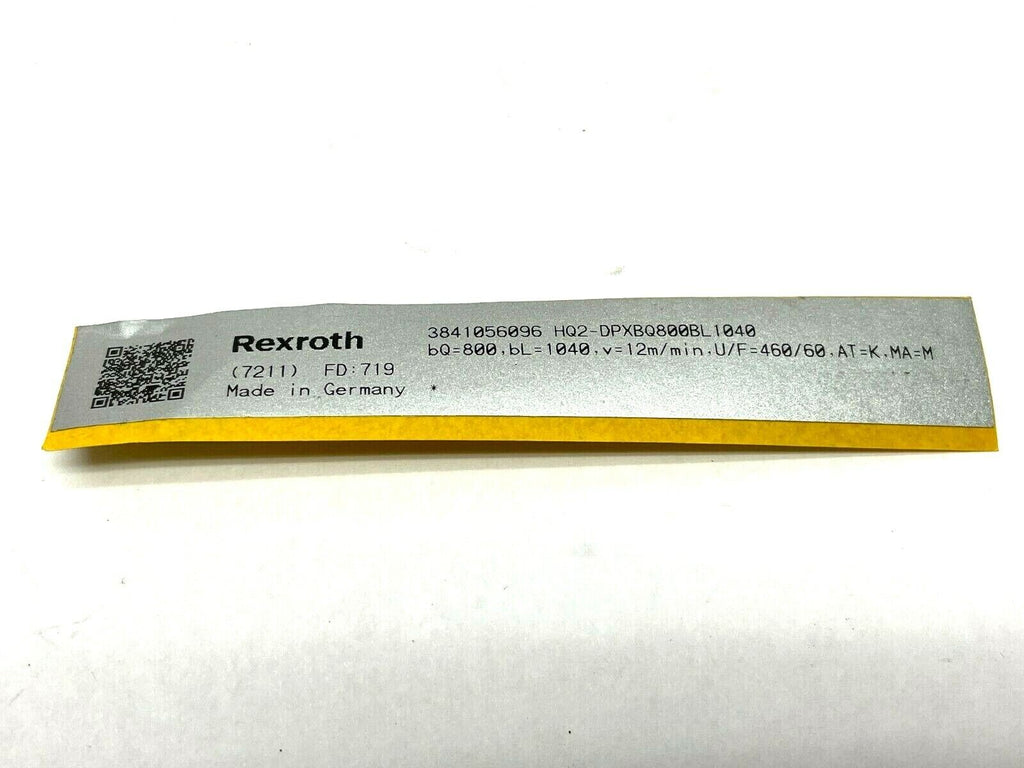 Rexroth
(7211) FD:719
Made in Germany *
3841056096 HQ2-DPXBQ800BL1040
bQ=800,bL=1040,v=12m/min,U/F=460/60,AT=K,MA=M